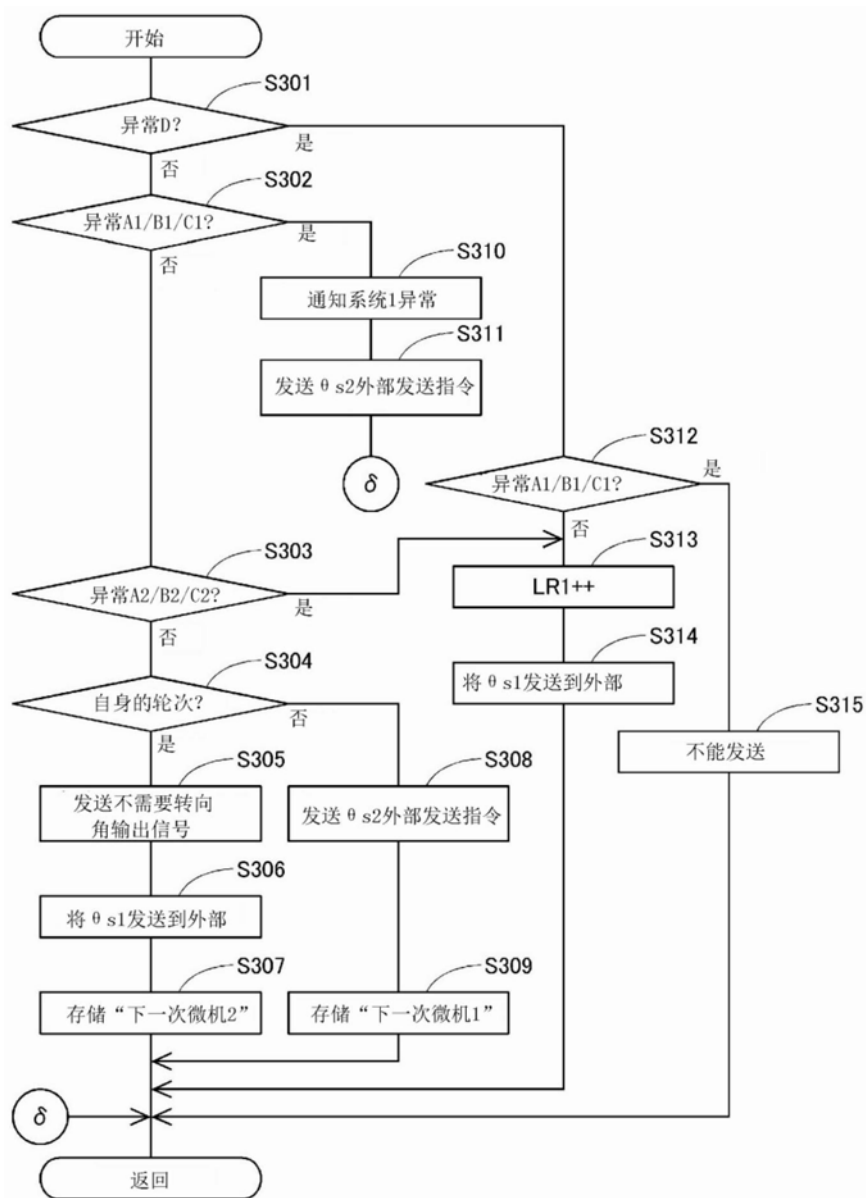 开始
S301
异常D?
是
否
S302
异常A1/B1/C1?
是
否
S310
通知系统1异常
S311
发送θs2外部发送指令
δ
S312
异常A1/B1/C1?
是
否
S303
异常A2/B2/C2?
是
否
S313
LR1++
S314
将θs1发送到外部
S304
自身的轮次?
否
是
S315
不能发送
S305
发送不需要转向
角输出信号
S308
发送θs2外部发送指令
S306
将θs1发送到外部
S307
存储“下一次微机2”
S309
存储“下一次微机1”
δ
返回